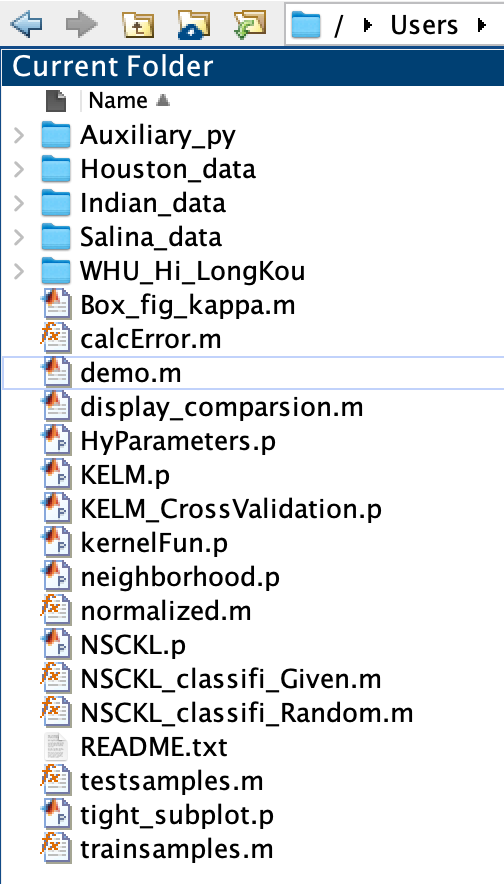 / Users
Current Folder
Name
Auxiliary_py
Houston_data
Indian_data
Salina_data
WHU_Hi_LongKou
Box_fig_kappa.m
calcError.m
demo.m
display_comparsion.m
HyParameters.p
KELM.p
KELM_CrossValidation.p
kernelFun.p
neighborhood.p
normalized.m
NSCKL.p
NSCKL_classifi_Given.m
NSCKL_classifi_Random.m
README.txt
testsamples.m
tight_subplot.p
trainsamples.m